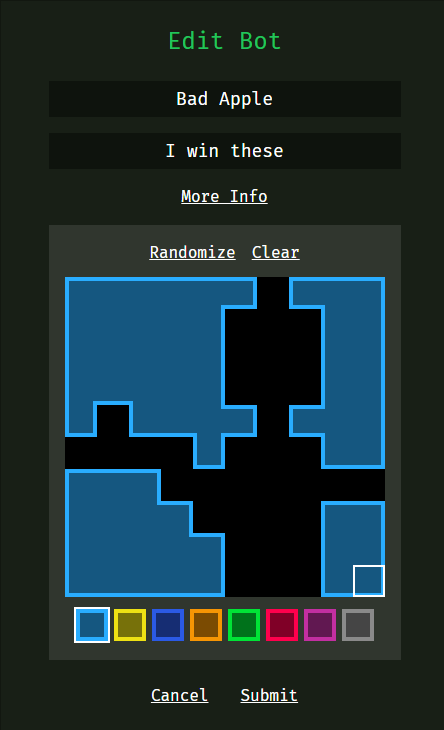 Edit Bot
Bad Apple
I win these
More Info
Randomize Clear
Cancel Submit